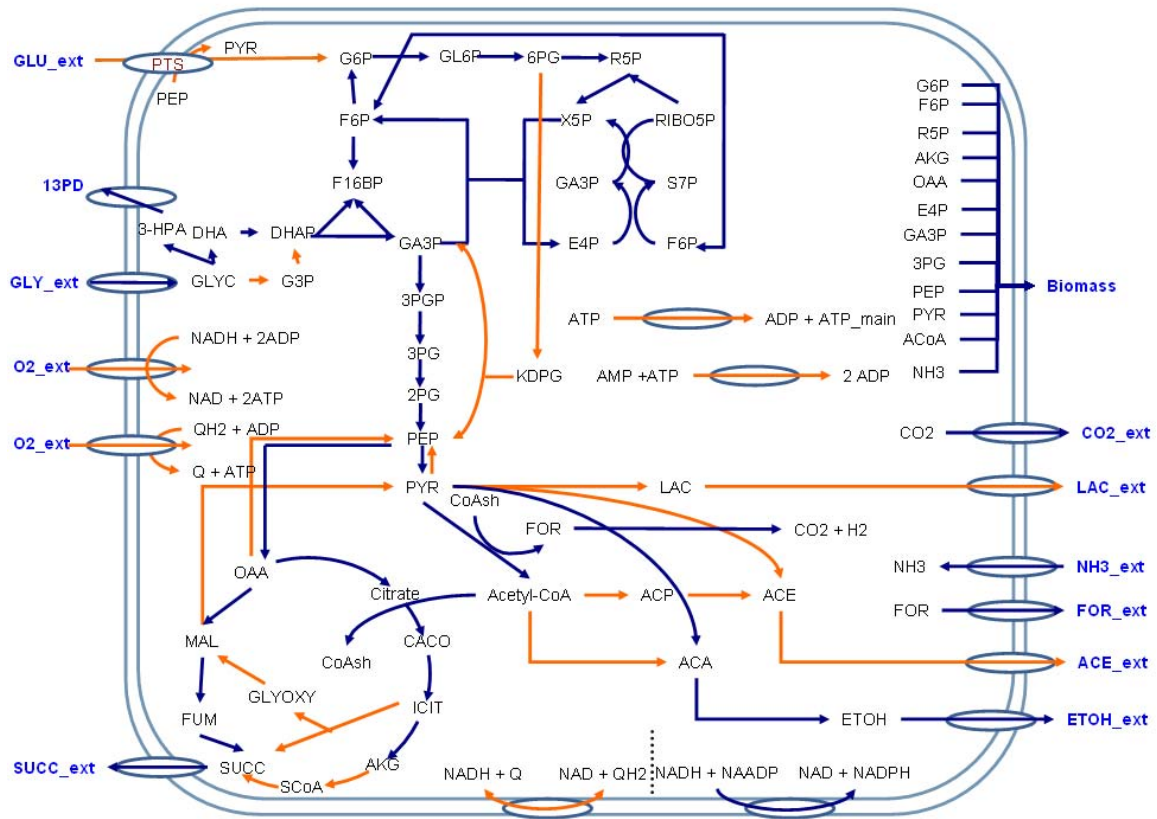 GLU_ext
PTS
PYR
PEP
G6P
GL6P
6PG
R5P
F6P
X5P
RIBO5P
F16BP
GA3P
S7P
13PD
3-HPA
DHA
DHAP
GA3P
E4P
F6P
GLY_ext
GLYC
G3P
3PGP
NADH + 2ADP
O2_ext
NAD + 2ATP
3PG
2PG
KDPG
ATP
ADP + ATP_main
AMP +ATP
2 ADP
QH2 + ADP
O2_ext
Q + ATP
PEP
PYR
CoAsh
LAC
FOR
CO2 + H2
OAA
Citrate
Acetyl-CoA
ACP
ACE
MAL
CoAsh
CACO
ACA
GLYOXY
ICIT
FUM
ETOH
SUCC_ext
SUCC
AKG
SCoA
NADH + Q
NAD + QH2
NADH + NAADP
NAD + NADPH
G6P
F6P
R5P
AKG
OAA
E4P
GA3P
3PG
PEP
PYR
ACoA
NH3
Biomass
CO2
CO2_ext
LAC_ext
NH3
NH3_ext
FOR
FOR_ext
ACE_ext
ETOH_ext